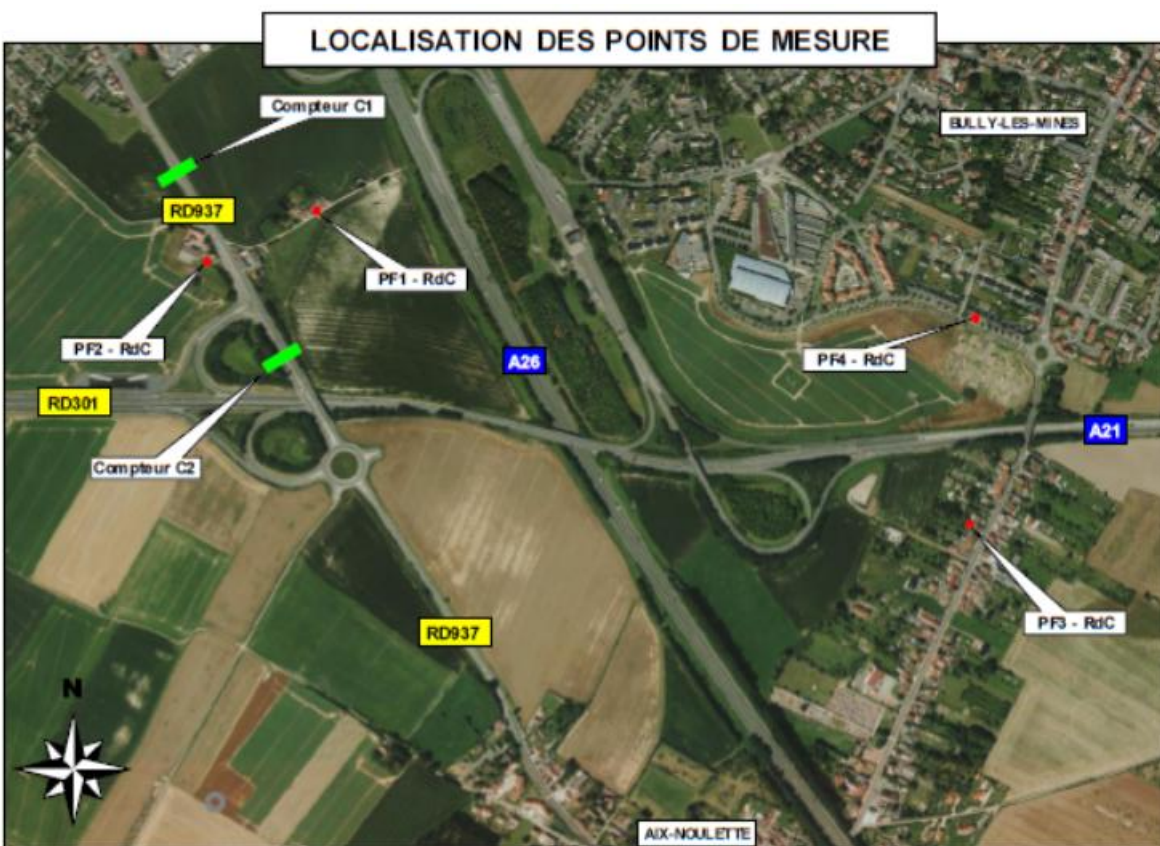 LOCALISATION DES POINTS DE MESURE
Compteur C1
BULLY-LES-MINES
RD937
PF1 - RdC
PF2 - RdC
A26
PF4 - RdC
RD301
A21
Compteur C2
PF3 - RdC
RD937
N
AIX-NOULETTE